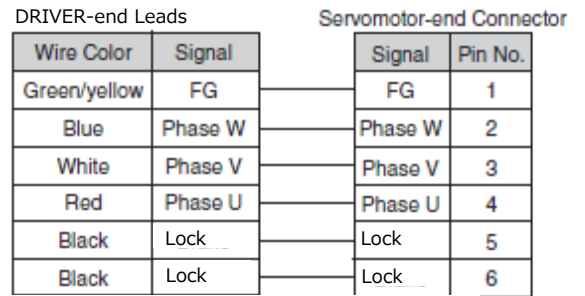 DRIVER-end Leads Servomotor-end Connector
Wire Color Signal Signal Pin No.
Green/yellow FG FG 1
Blue Phase W Phase W 2
White Phase V Phase V 3
Red Phase U Phase U 4
Black Lock Lock 5
Black Lock Lock 6